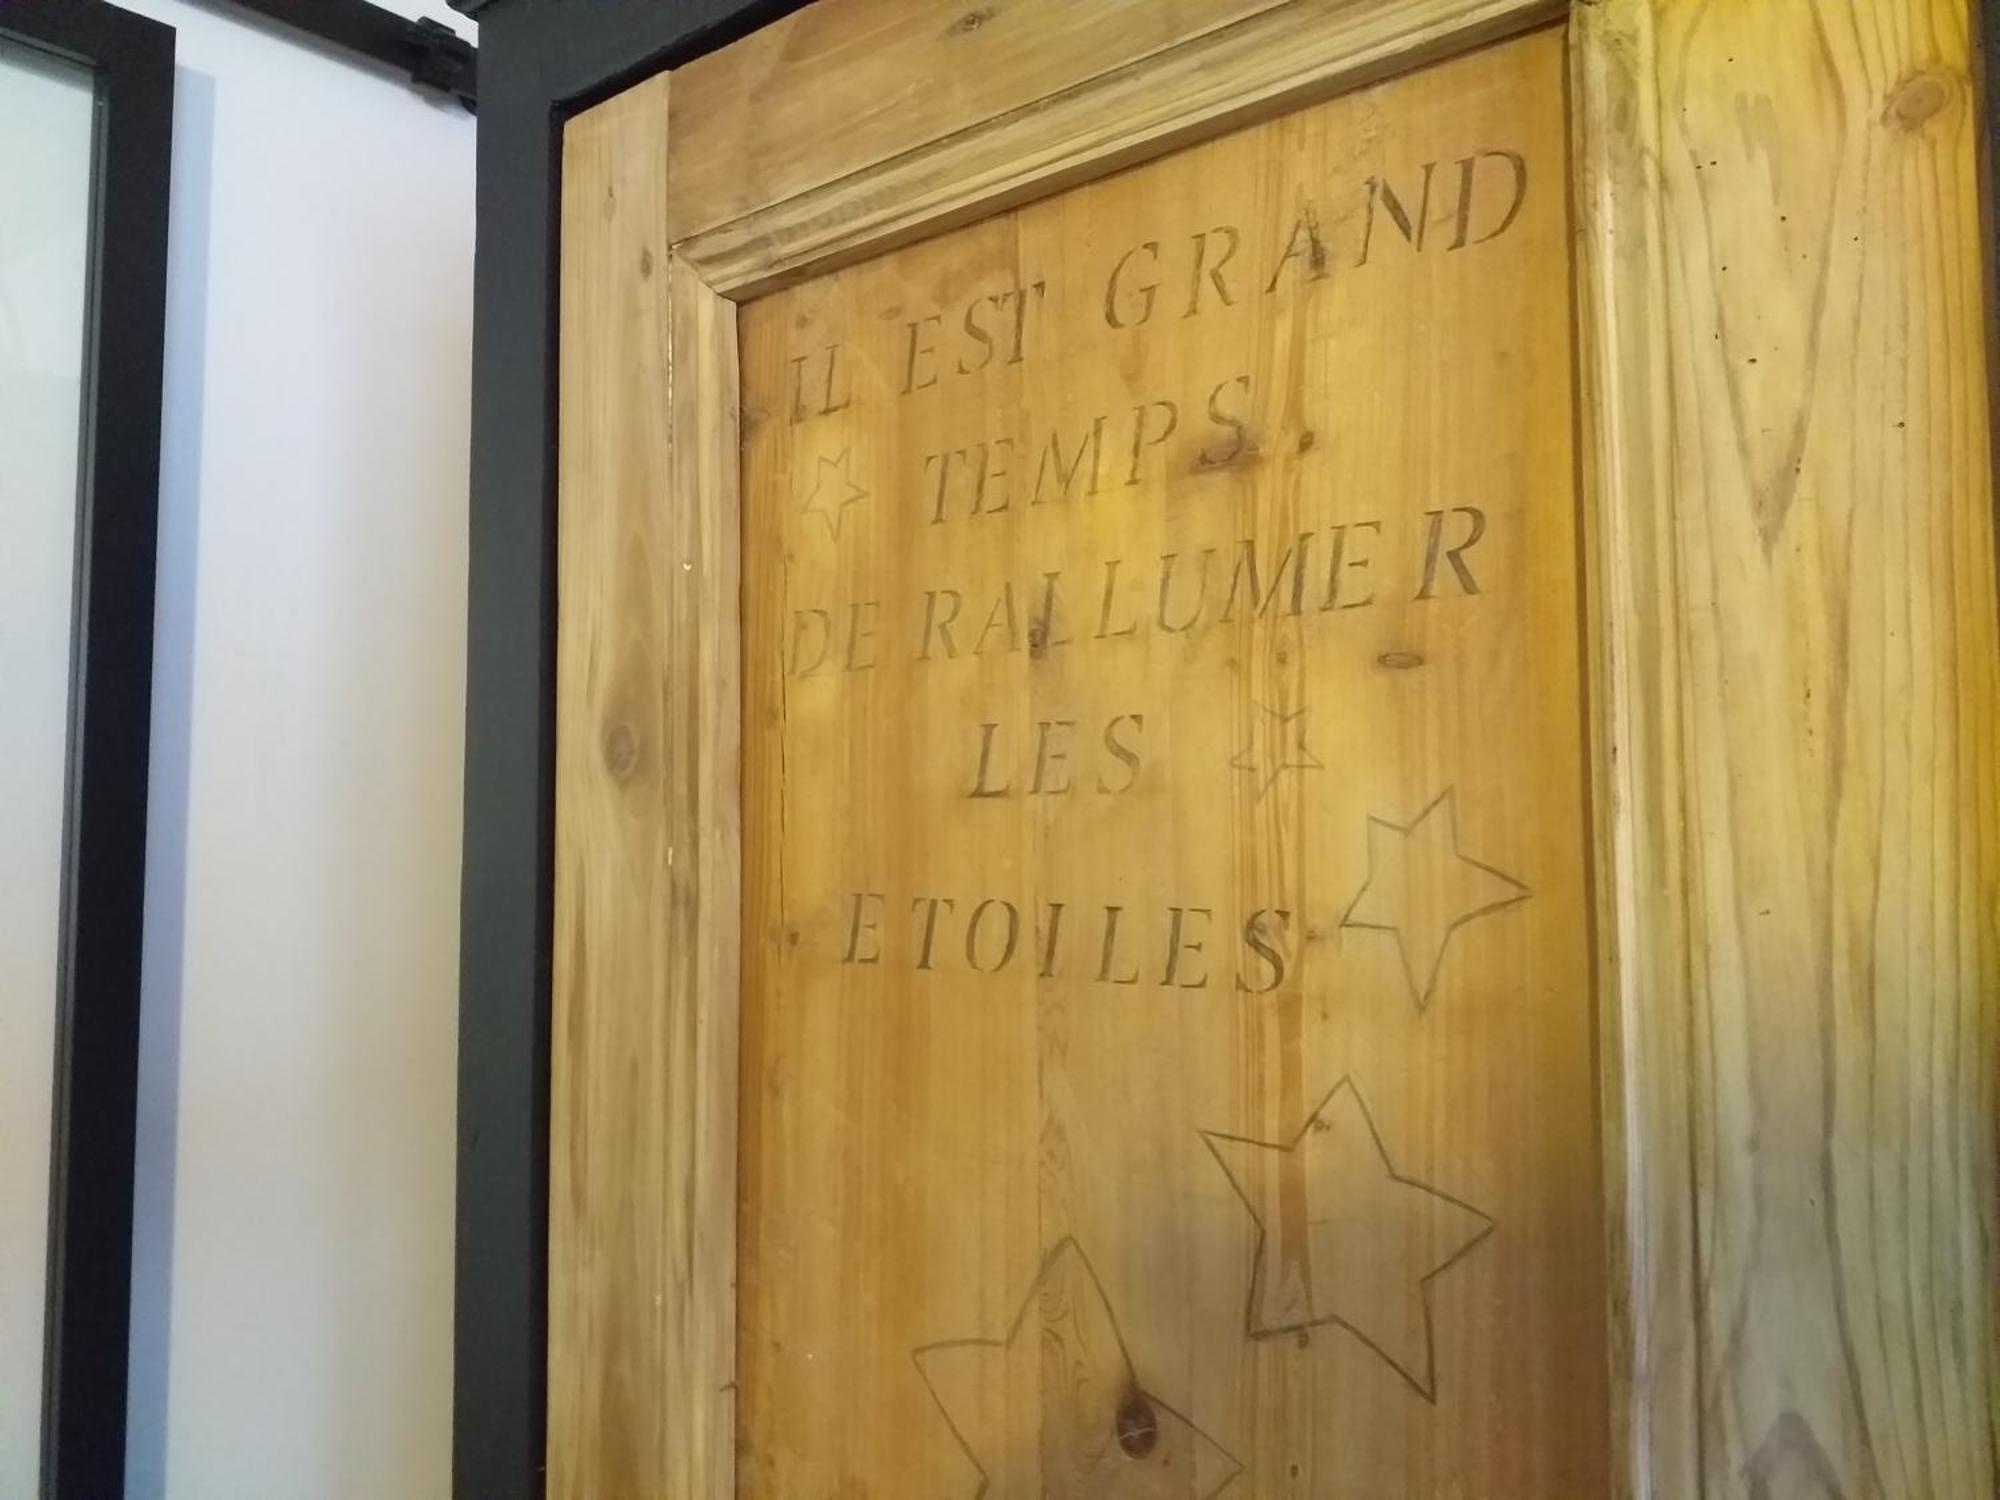 IL EST GRAND
TEMPS.
DE RALLUMER
LES
ETOILES